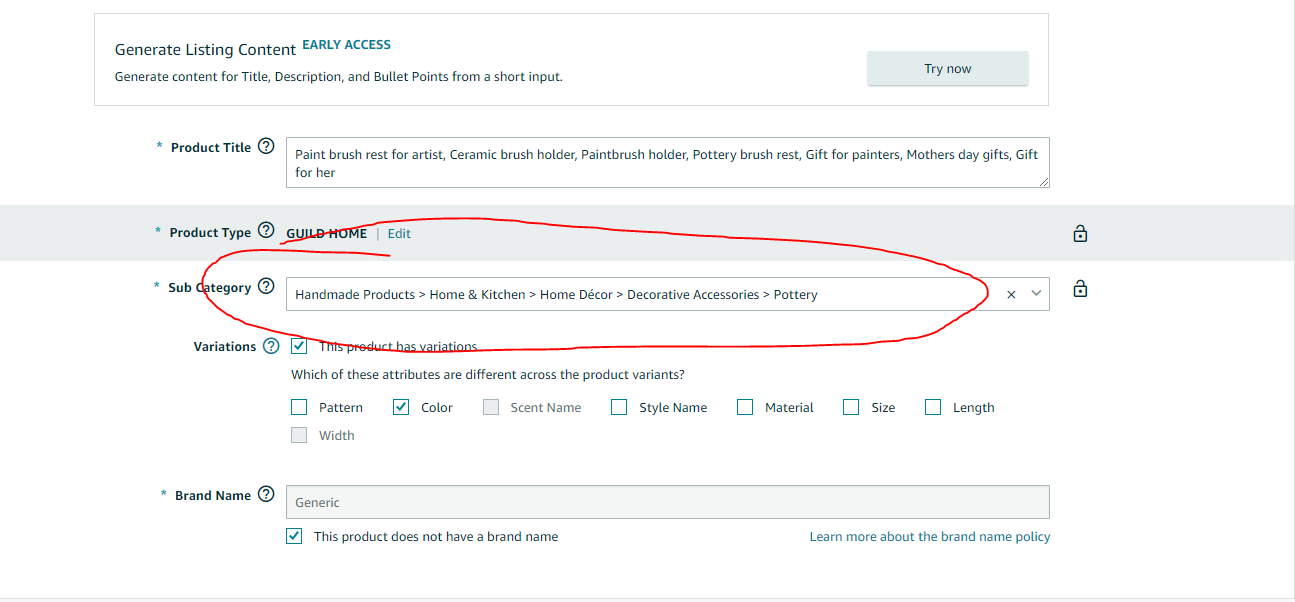 Generate Listing Content EARLY ACCESS
Generate content for Title, Description, and Bullet Points from a short input.
Try now
* Product Title ?
Paint brush rest for artist, Ceramic brush holder, Paintbrush holder, Pottery brush rest, Gift for painters, Mothers day gifts, Gift
for her
* Product Type ? GUILD HOME | Edit
* Sub Category ? Handmade Products > Home & Kitchen > Home Décor > Decorative Accessories > Pottery
Variations ? This product has variations
Which of these attributes are different across the product variants?
Pattern Color Scent Name Style Name Material Size Length
Width
* Brand Name ? Generic
This product does not have a brand name Learn more about the brand name policy